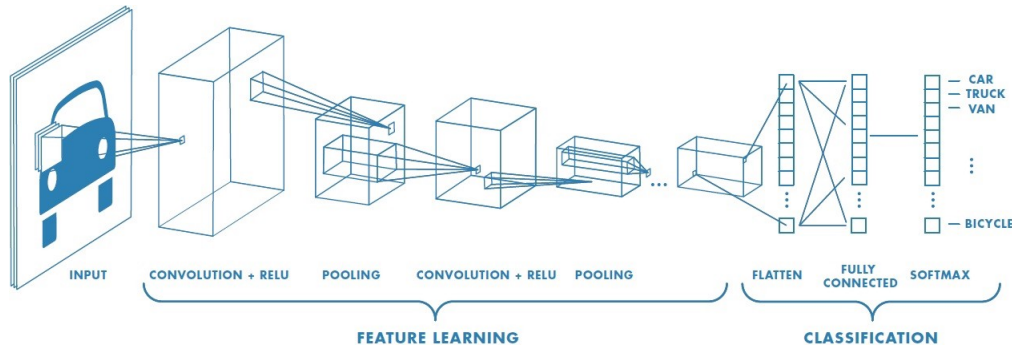 CAR
TRUCK
VAN
BICYCLE
INPUT
CONVOLUTION + RELU
POOLING
CONVOLUTION + RELU
POOLING
FLATTEN
FULLY
CONNECTED
SOFTMAX
FEATURE LEARNING
CLASSIFICATION